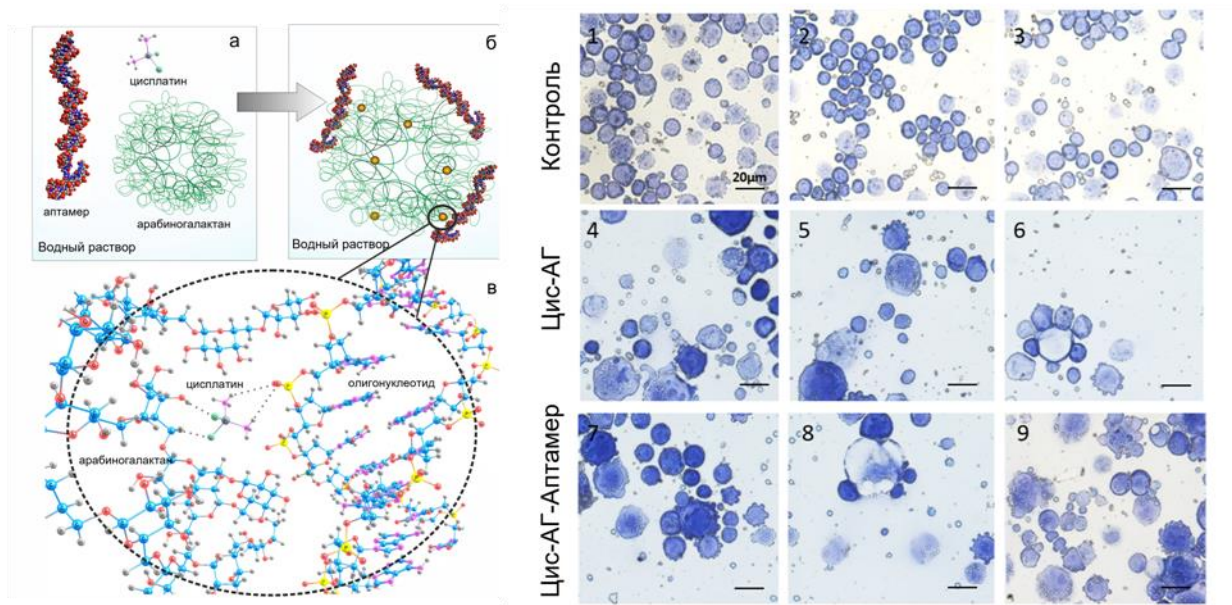 а
цисплатин
аптамер
арабиногалактан
Водный раствор
б
Водный раствор
в
цисплатин
олигонуклеотид
арабиногалактан
Контроль
1
2
3
20μm
Цис-АГ
4
5
6
Цис-АГ-Аптамер
7
8
9